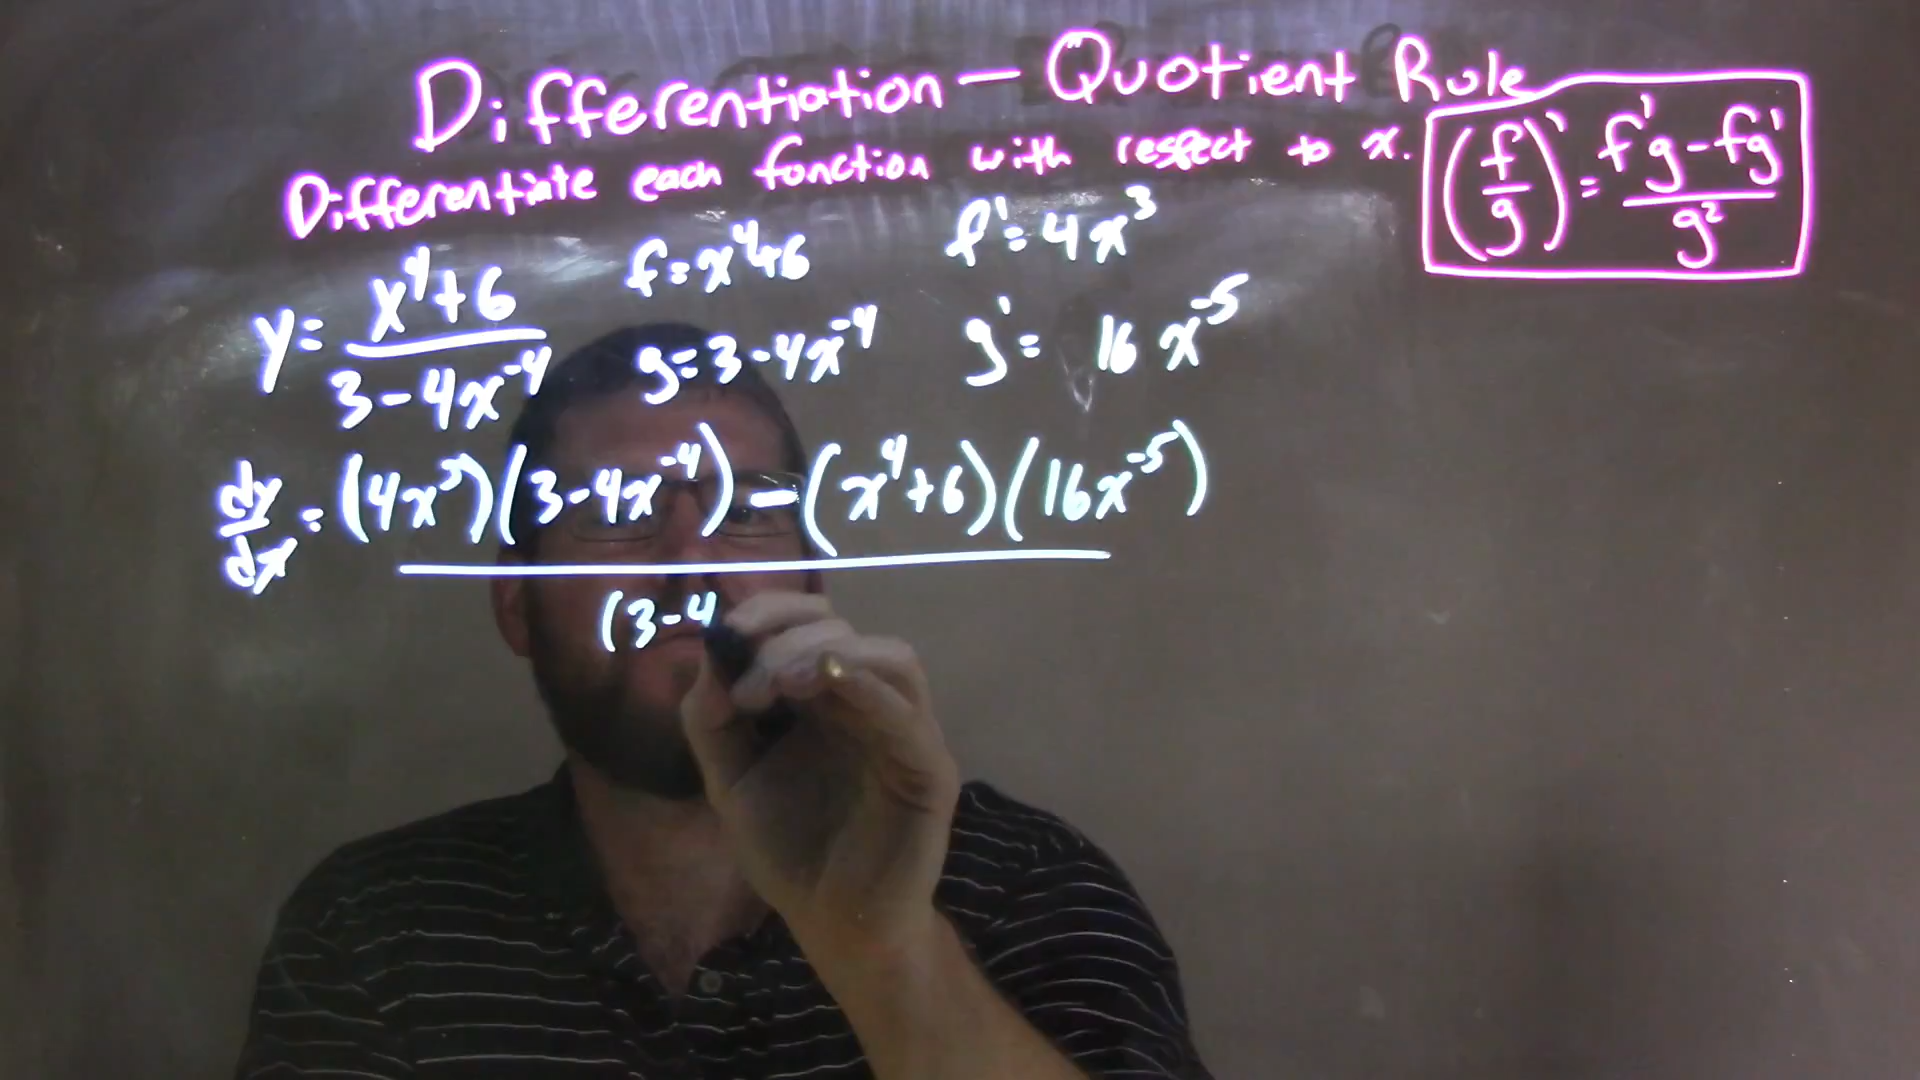 Differentiation — Quotient Rule
Differentiate each function with respect to x.
(f/g)' = (f'g - fg')/g²
y = (x⁴+6)/(3-4x⁻⁴)
f = x⁴+6
f' = 4x³
g = 3-4x⁻⁴
g' = 16x⁻⁵
dy/dx = (4x³)(3-4x⁻⁴) - (x⁴+6)(16x⁻⁵)
(3-4